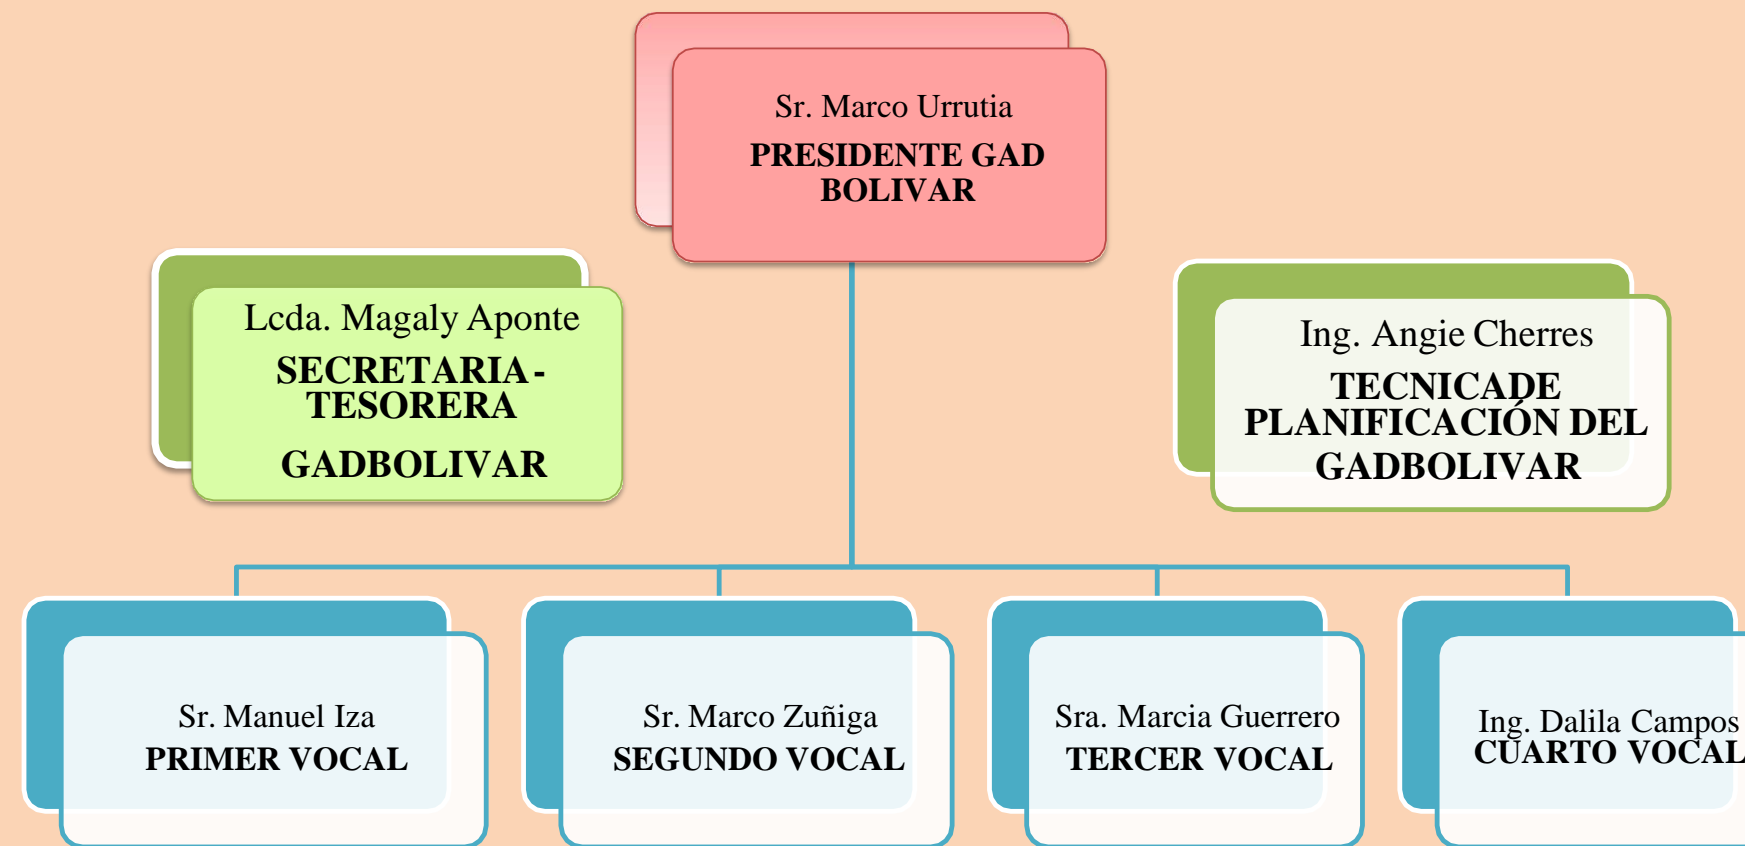 Sr. Marco Urrutia
PRESIDENTE GAD
BOLIVAR
Lcda. Magaly Aponte
SECRETARIA-
TESORERA
GADBOLIVAR
Ing. Angie Cherres
TECNICADE
PLANIFICACIÓN DEL
GADBOLIVAR
Sr. Manuel Iza
PRIMER VOCAL
Sr. Marco Zuñiga
SEGUNDO VOCAL
Sra. Marcia Guerrero
TERCER VOCAL
Ing. Dalila Campos
CUARTO VOCAL